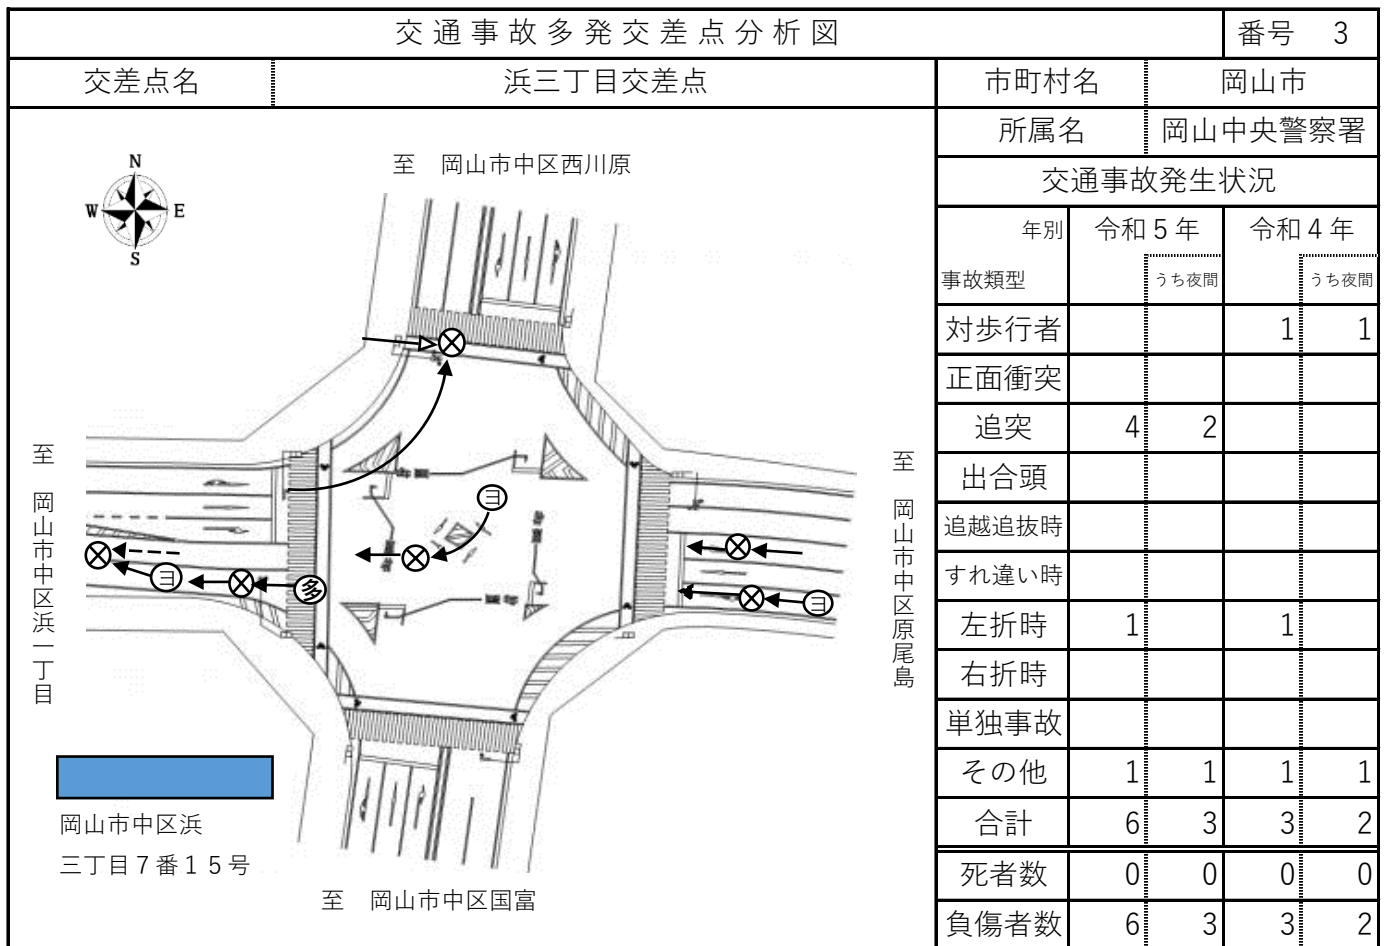 交通事故多発交差点分析図
番号 3
交差点名
浜三丁目交差点
市町村名
岡山市
所属名
岡山中央警察署
交通事故発生状況
年別 令和5年 令和4年
事故類型 うち夜間 うち夜間
対歩行者 1 1
正面衝突
追突 4 2
出合頭
追越追抜時
すれ違い時
左折時 1 1
右折時
単独事故
その他 1 1 1 1
合計 6 3 3 2
死者数 0 0 0 0
負傷者数 6 3 3 2
N
W E
S
至 岡山市中区西川原
至 岡山市中区浜一丁目
至 岡山市中区原尾島
ヨ
ヨ
多
ヨ
岡山市中区浜
三丁目7番15号
至 岡山市中区国富